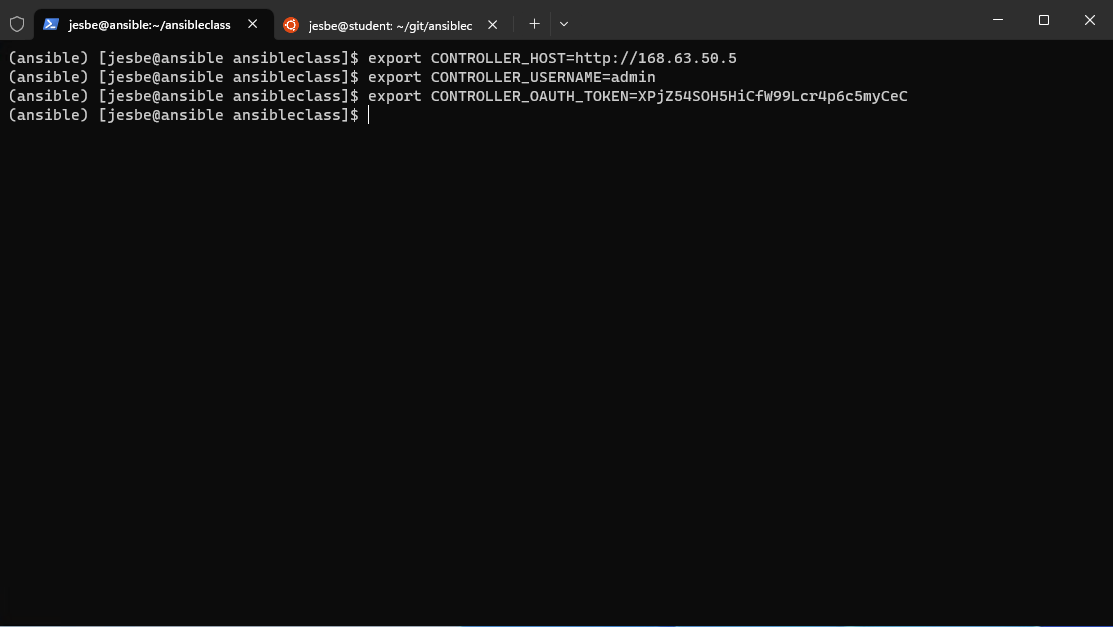 jesbe@ansible:~/ansibleclass
jesbe@student: ~/git/ansiblec
(ansible) [jesbe@ansible ansibleclass]$ export CONTROLLER_HOST=http://168.63.50.5
(ansible) [jesbe@ansible ansibleclass]$ export CONTROLLER_USERNAME=admin
(ansible) [jesbe@ansible ansibleclass]$ export CONTROLLER_OAUTH_TOKEN=XPjZ54SOH5HiCfW99Lcr4p6c5myCeC
(ansible) [jesbe@ansible ansibleclass]$